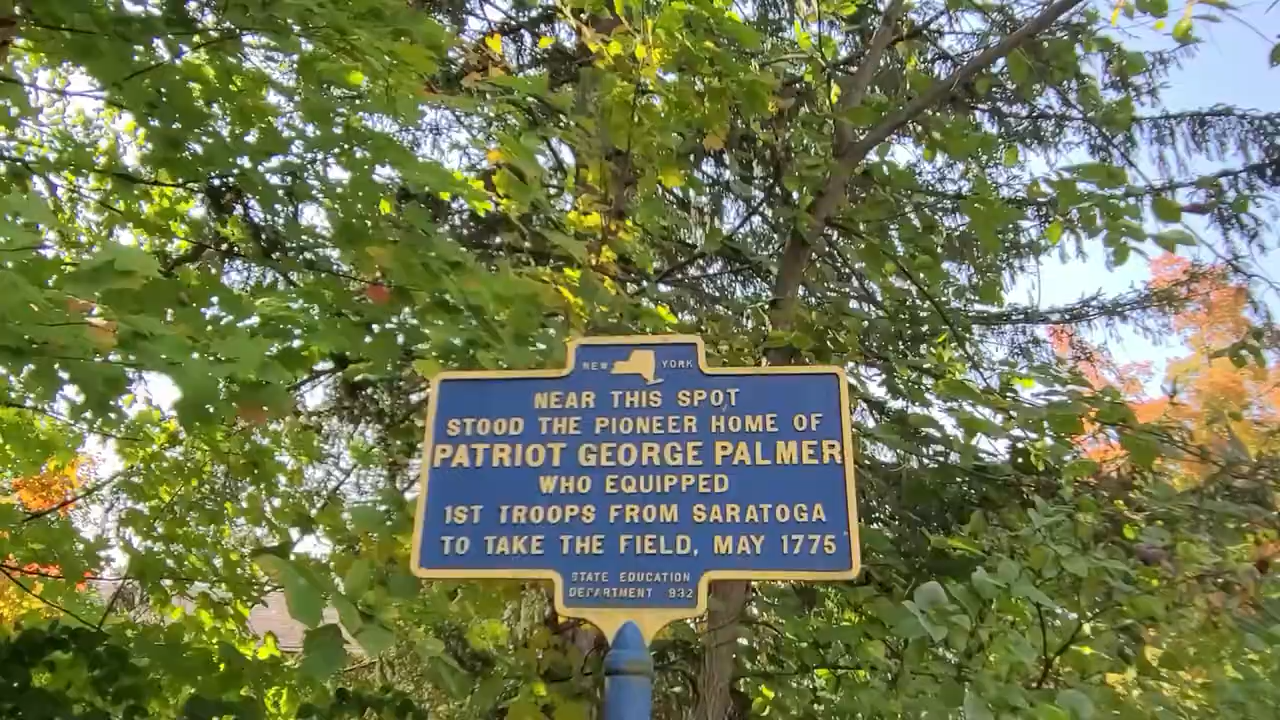 NEW YORK
NEAR THIS SPOT
STOOD THE PIONEER HOME OF
PATRIOT GEORGE PALMER
WHO EQUIPPED
1ST TROOPS FROM SARATOGA
TO TAKE THE FIELD, MAY 1775
STATE EDUCATION
DEPARTMENT 932